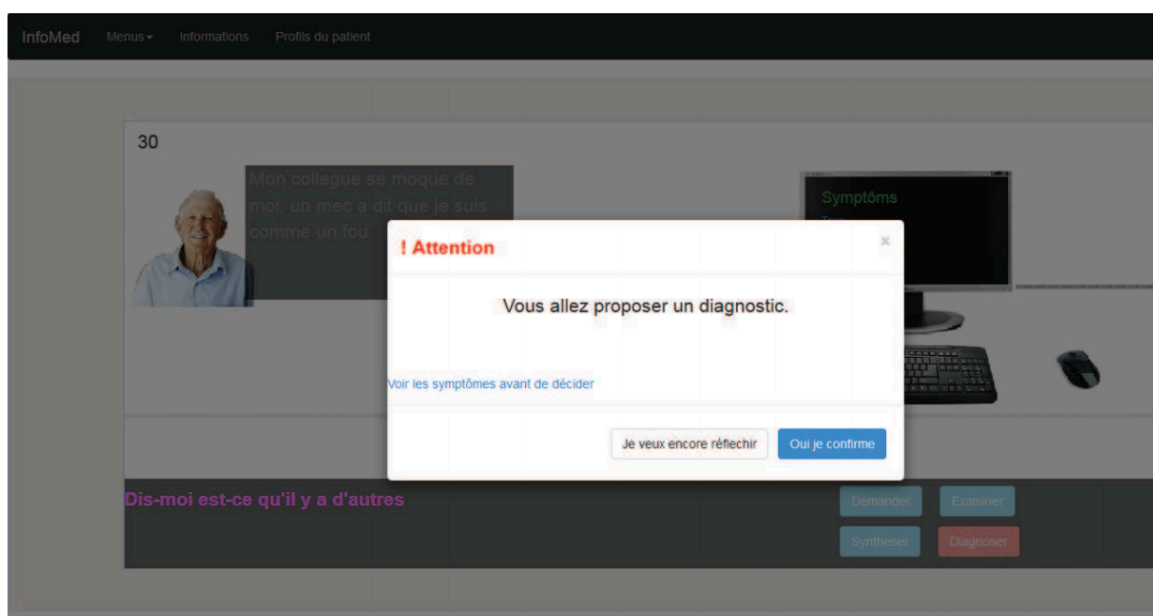 InfoMed Menus Informations Profils du patient
30
Mon collegue se moque de
moi, un mec a dit que je suis
comme un fou.
Symptôms
! Attention
×
Vous allez proposer un diagnostic.
Voir les symptômes avant de décider
Je veux encore réflechir Oui je confirme
Dis-moi est-ce qu'il y a d'autres
Demander Examiner
Syntheser Diagnoser